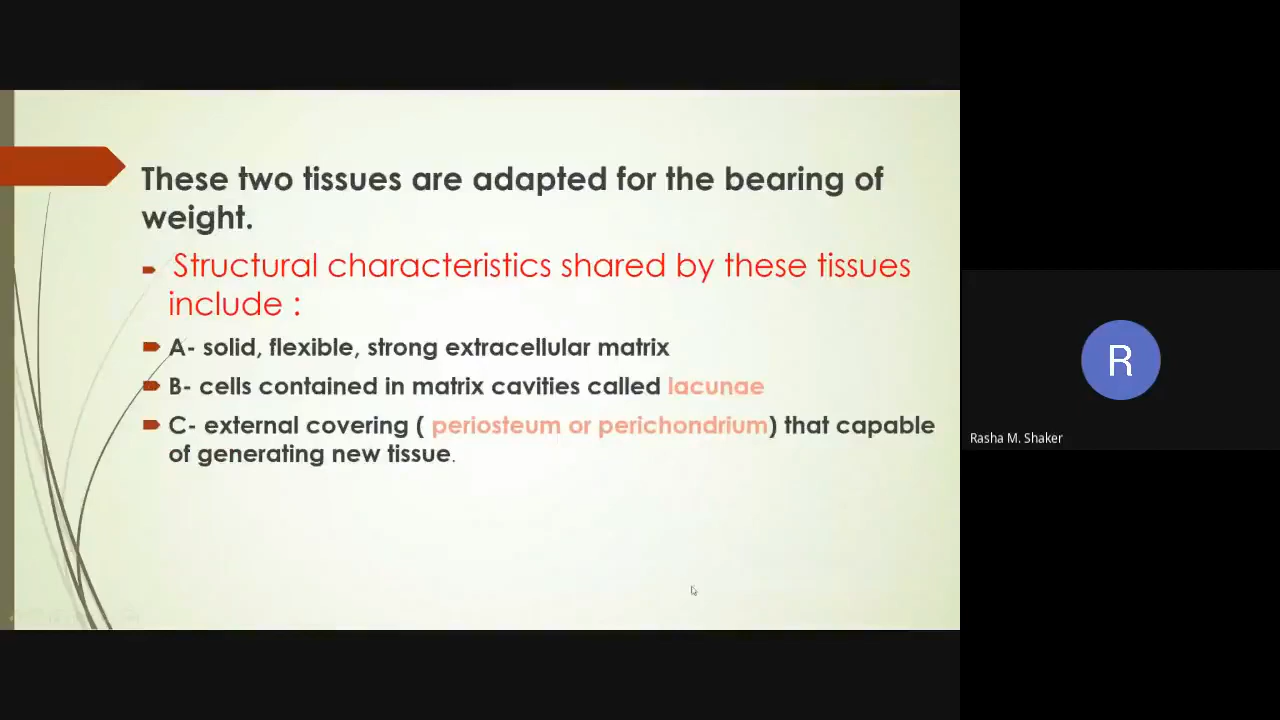 These two tissues are adapted for the bearing of
weight.
Structural characteristics shared by these tissues
include :
A- solid, flexible, strong extracellular matrix
B- cells contained in matrix cavities called lacunae
C- external covering ( periosteum or perichondrium) that capable
of generating new tissue.
R
Rasha M. Shaker